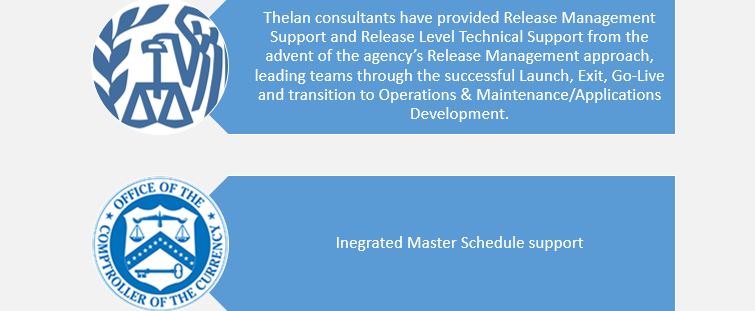 Thelan consultants have provided Release Management
Support and Release Level Technical Support from the
advent of the agency's Release Management approach,
leading teams through the successful Launch, Exit, Go-Live
and transition to Operations & Maintenance/Applications
Development.
OFFICE OF THE
COMPTROLLER OF THE CURRENCY
Inegrated Master Schedule support